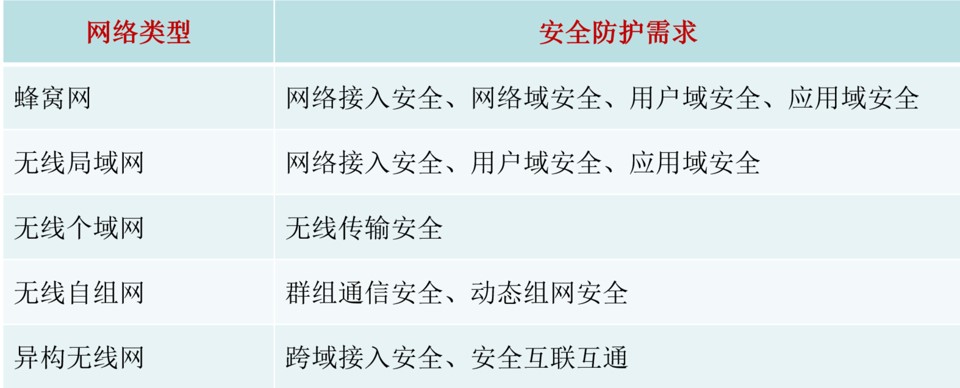 网络类型 安全防护需求
蜂窝网 网络接入安全、网络域安全、用户域安全、应用域安全
无线局域网 网络接入安全、用户域安全、应用域安全
无线个域网 无线传输安全
无线自组网 群组通信安全、动态组网安全
异构无线网 跨域接入安全、安全互联互通